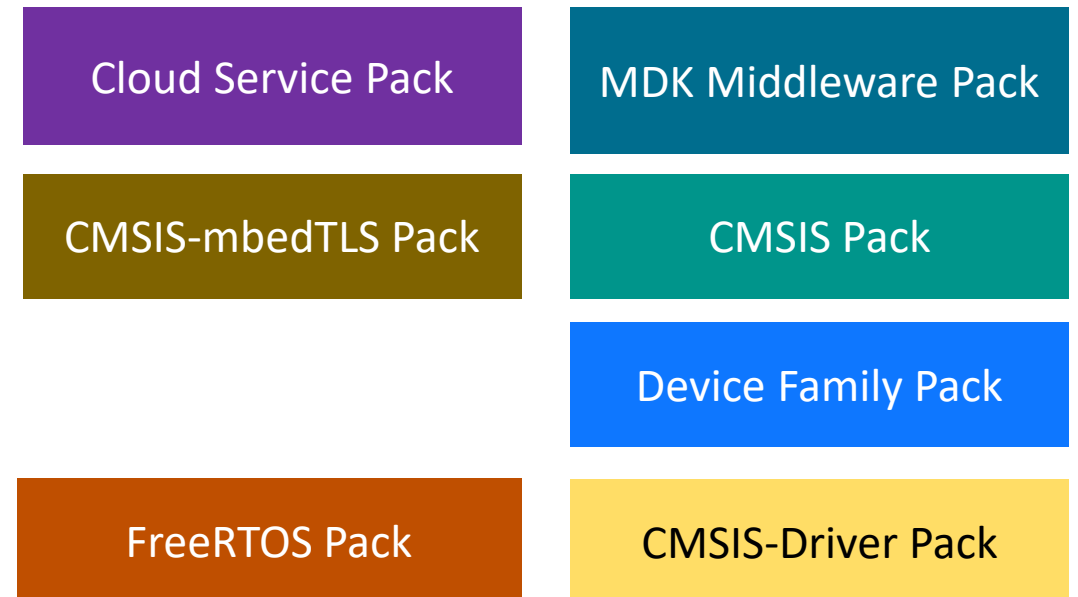 Cloud Service Pack
MDK Middleware Pack
CMSIS-mbedTLS Pack
CMSIS Pack
Device Family Pack
FreeRTOS Pack
CMSIS-Driver Pack